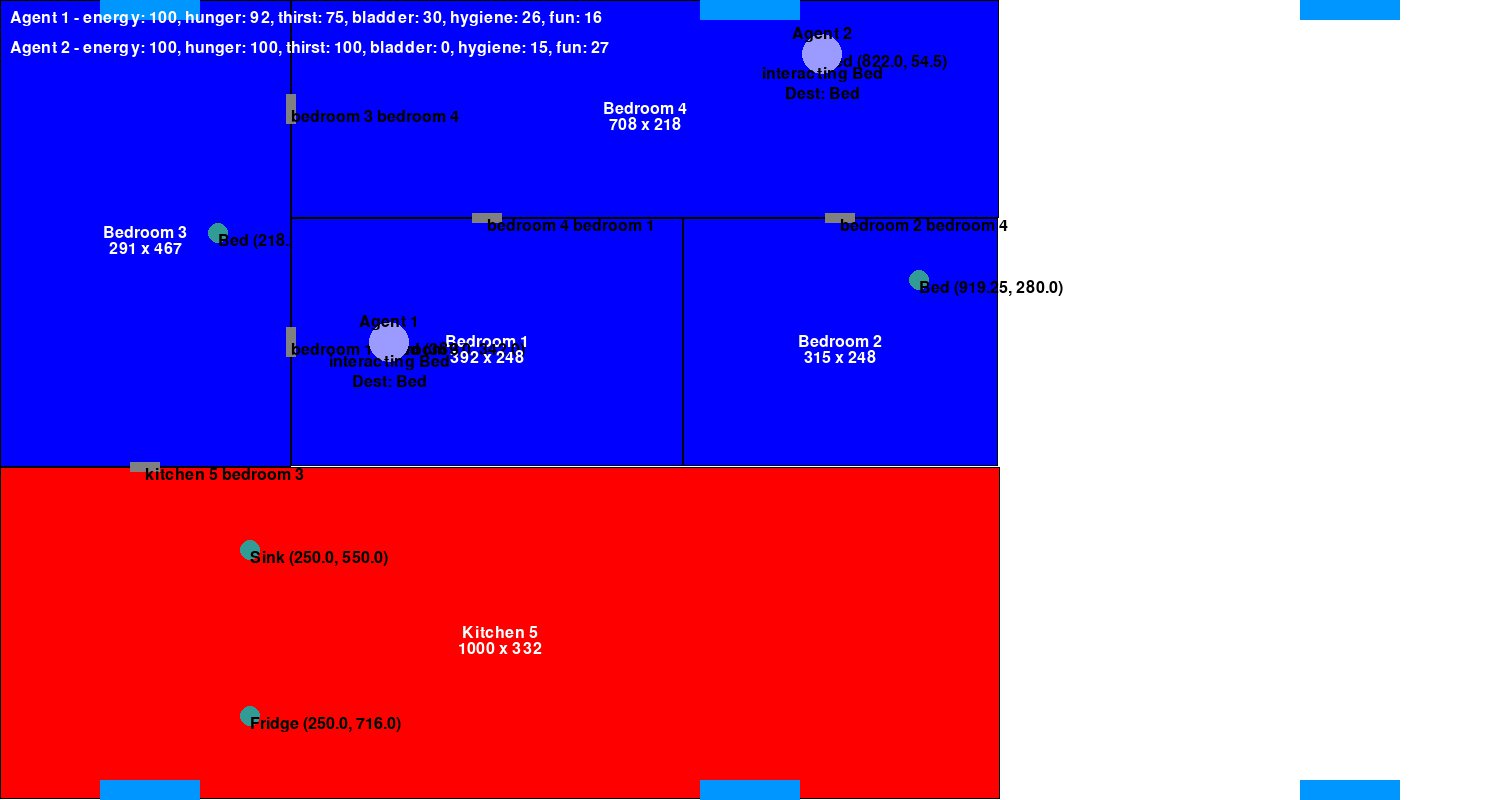 Agent 1 - energy: 100, hunger: 92, thirst: 75, bladder: 30, hygiene: 26, fun: 16
Agent 2 - energy: 100, hunger: 100, thirst: 100, bladder: 0, hygiene: 15, fun: 27
Agent 2
(822.0, 54.5)
Interacting Bed
Dest: Bed
Bedroom 4
708 x 218
bedroom 3 bedroom 4
bedroom 4 bedroom 1
bedroom 2 bedroom 4
Bedroom 3
291 x 467
Bed (218.
Bed (919.25, 280.0)
Agent 1
Bedroom 1
392 x 248
bedroom
Interacting Bed
Dest: Bed
Bedroom 2
315 x 248
kitchen 5 bedroom 3
Sink (250.0, 550.0)
Kitchen 5
1000 x 332
Fridge (250.0, 716.0)